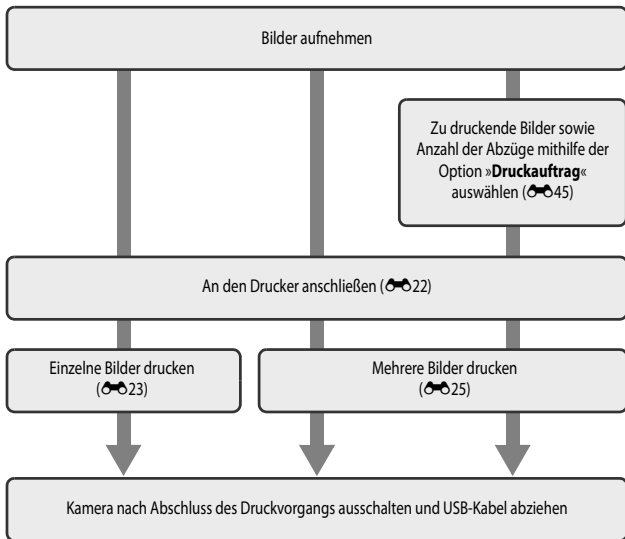 Bilder aufnehmen
Zu druckende Bilder sowie
Anzahl der Abzüge mithilfe der
Option »Druckauftrag«
auswählen (45)
An den Drucker anschließen (22)
Einzelne Bilder drucken
(23)
Mehrere Bilder drucken
(25)
Kamera nach Abschluss des Druckvorgangs ausschalten und USB-Kabel abziehen